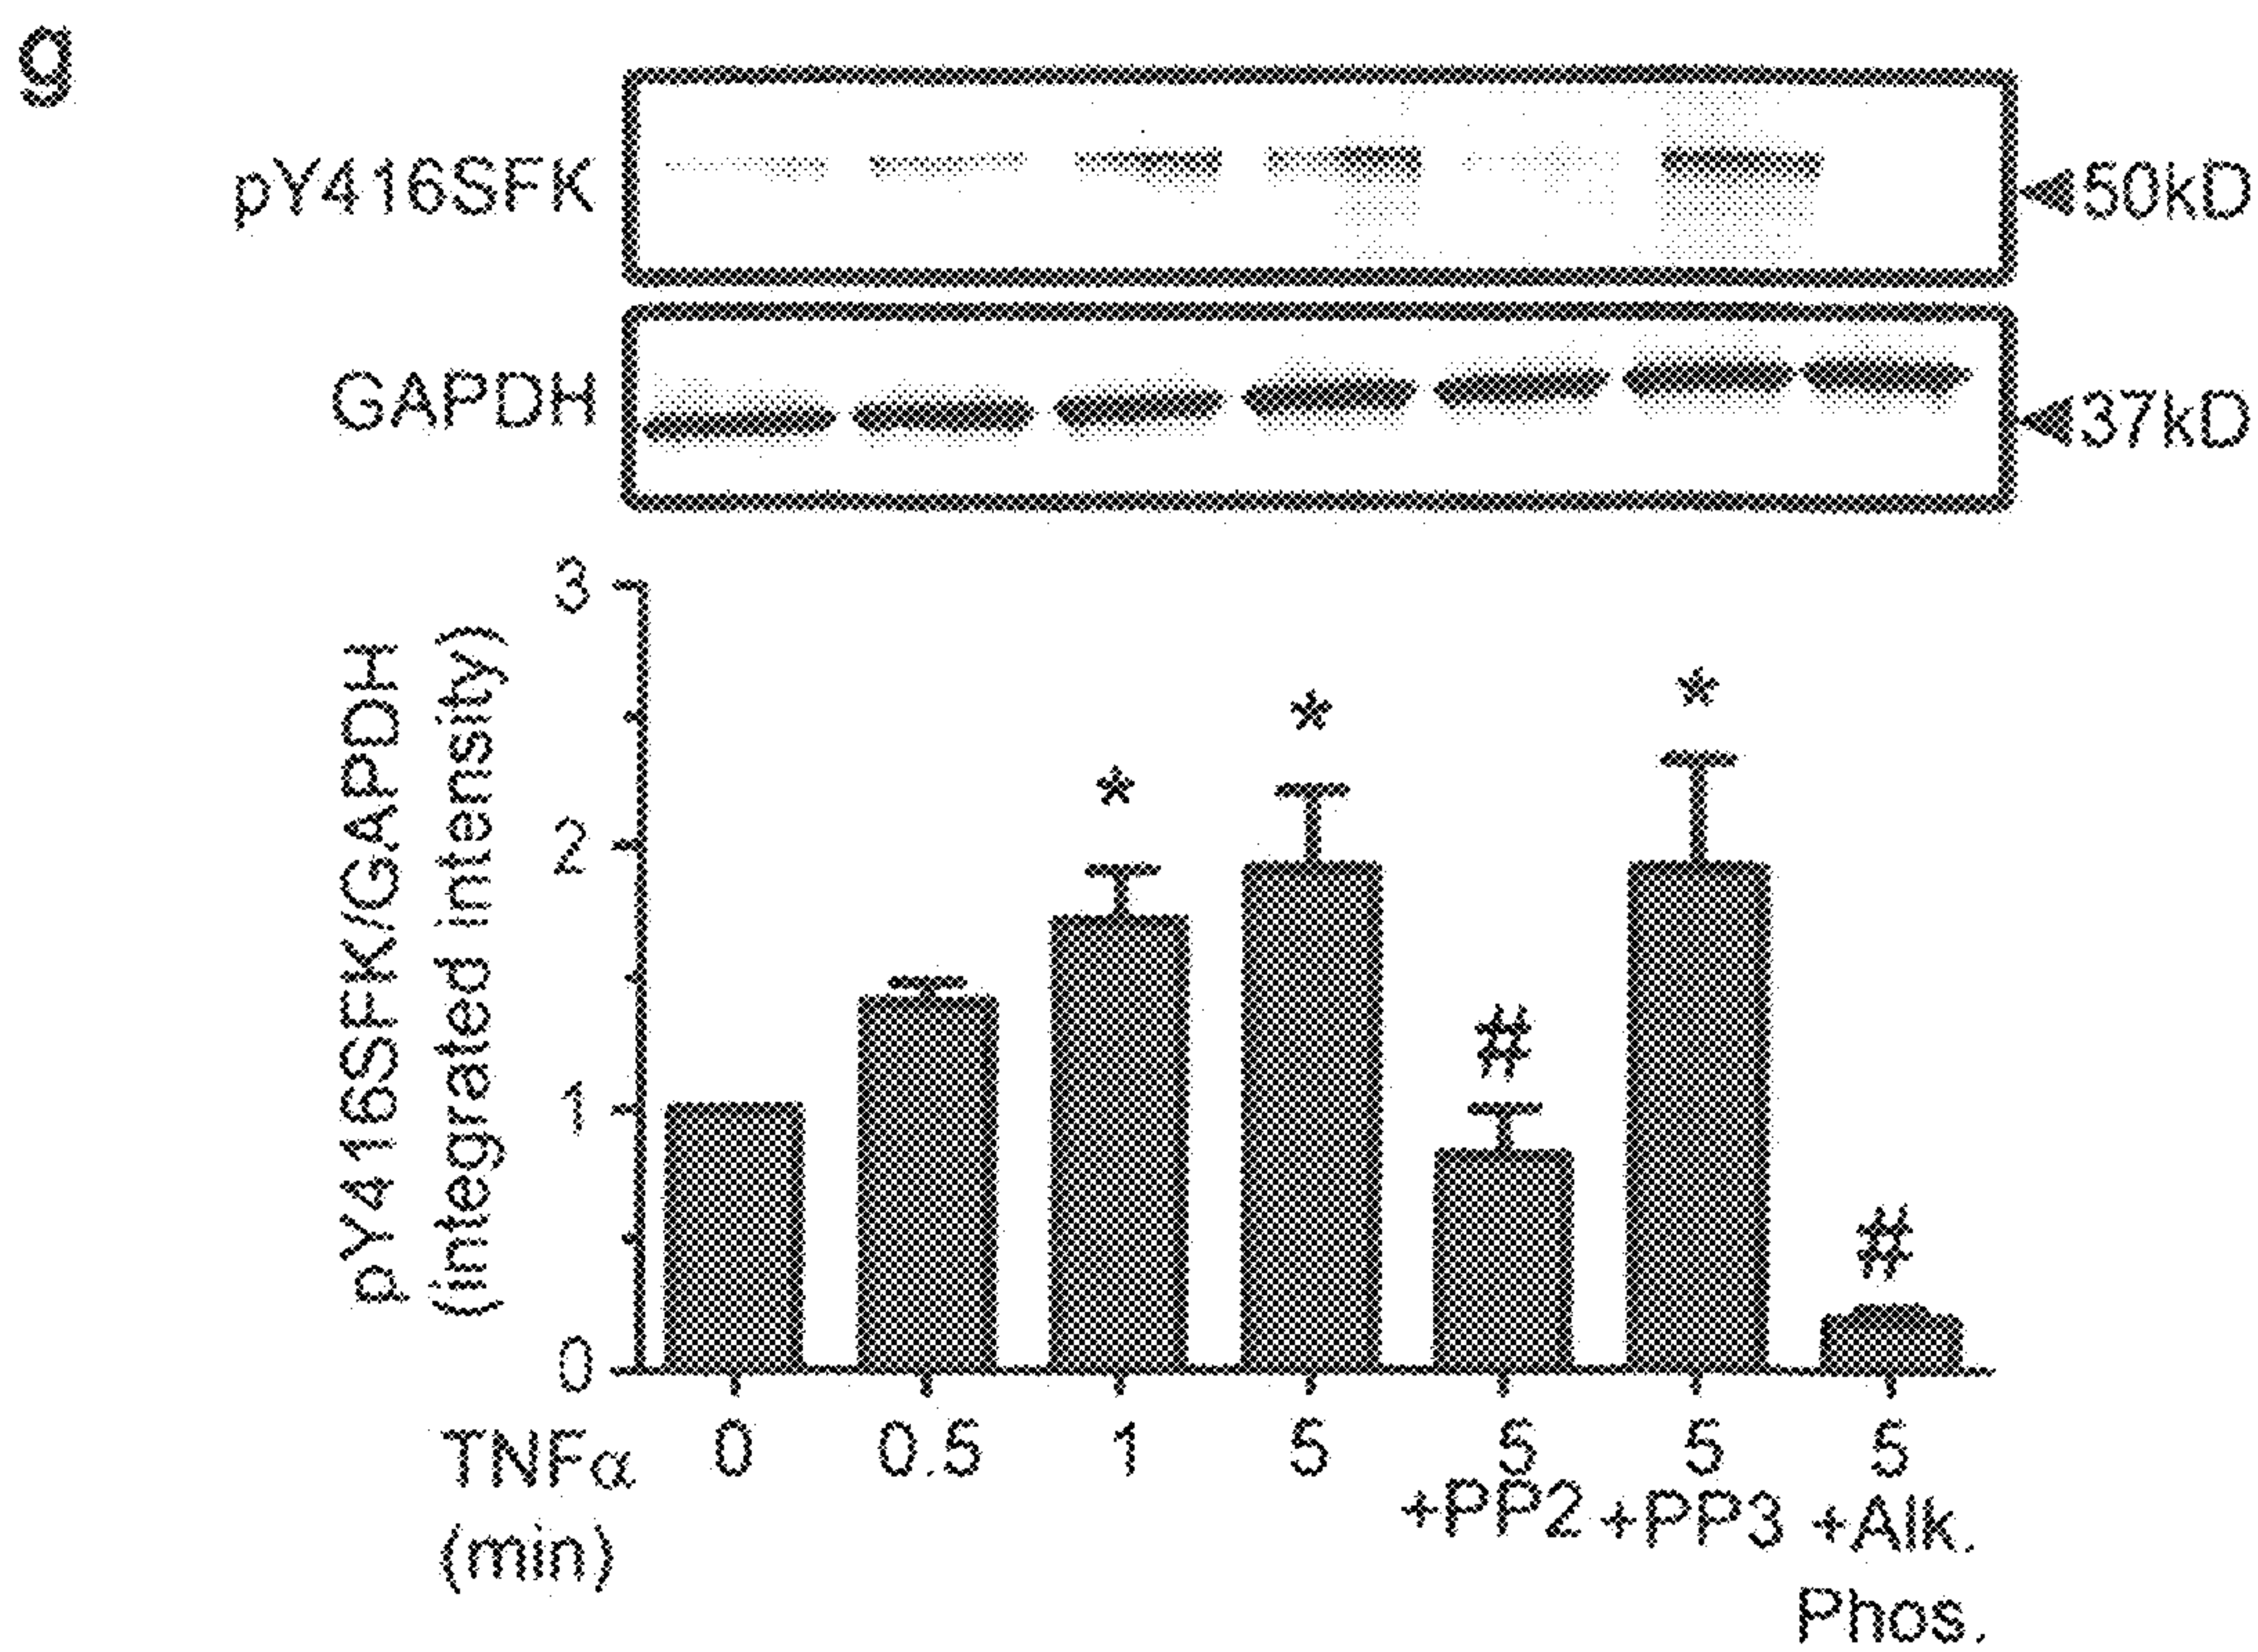 g
pY416SFK
◄50kD
GAPDH
◄37kD
pY416SFK/GAPDH
(integrated intensity)
3
2
1
0
*
*
*
#
#
TNFα
(min)
0 0.5 1 5 5 5 5
+PP2 +PP3 +Alk.
Phos.